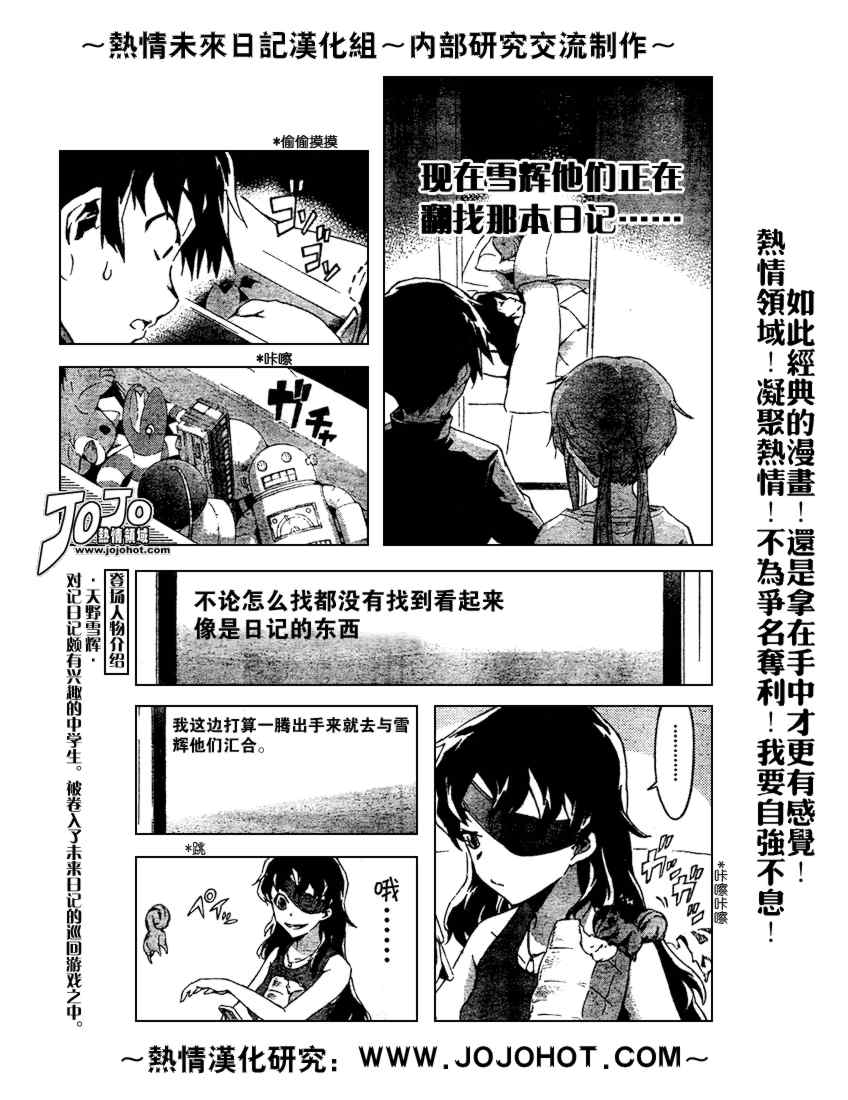 ～熱情未來日記漢化組～内部研究交流制作～
现在雪辉他们正在
翻找那本日记……
*偷偷摸摸
ゴソゴソ
*咔嚓
ガチャ
JOJO
熱情領域
www.jojohot.com
熱情領域！凝聚熱情！不為爭名奪利！我要自強不息！
如此經典的漫畫！還是拿在手中才更有感覺！
不论怎么找都没有找到看起来
像是日记的东西
登场人物介绍
·天野雪辉·
对记日记颇有兴趣的中学生。被卷入了未来日记的巡回游戏之中。
………
ガジガジ
*咔嚓咔嚓
我这边打算一腾出手来就去与雪
辉他们汇合。
*跳
哦……
～熱情漢化研究：WWW.JOJOHOT.COM～